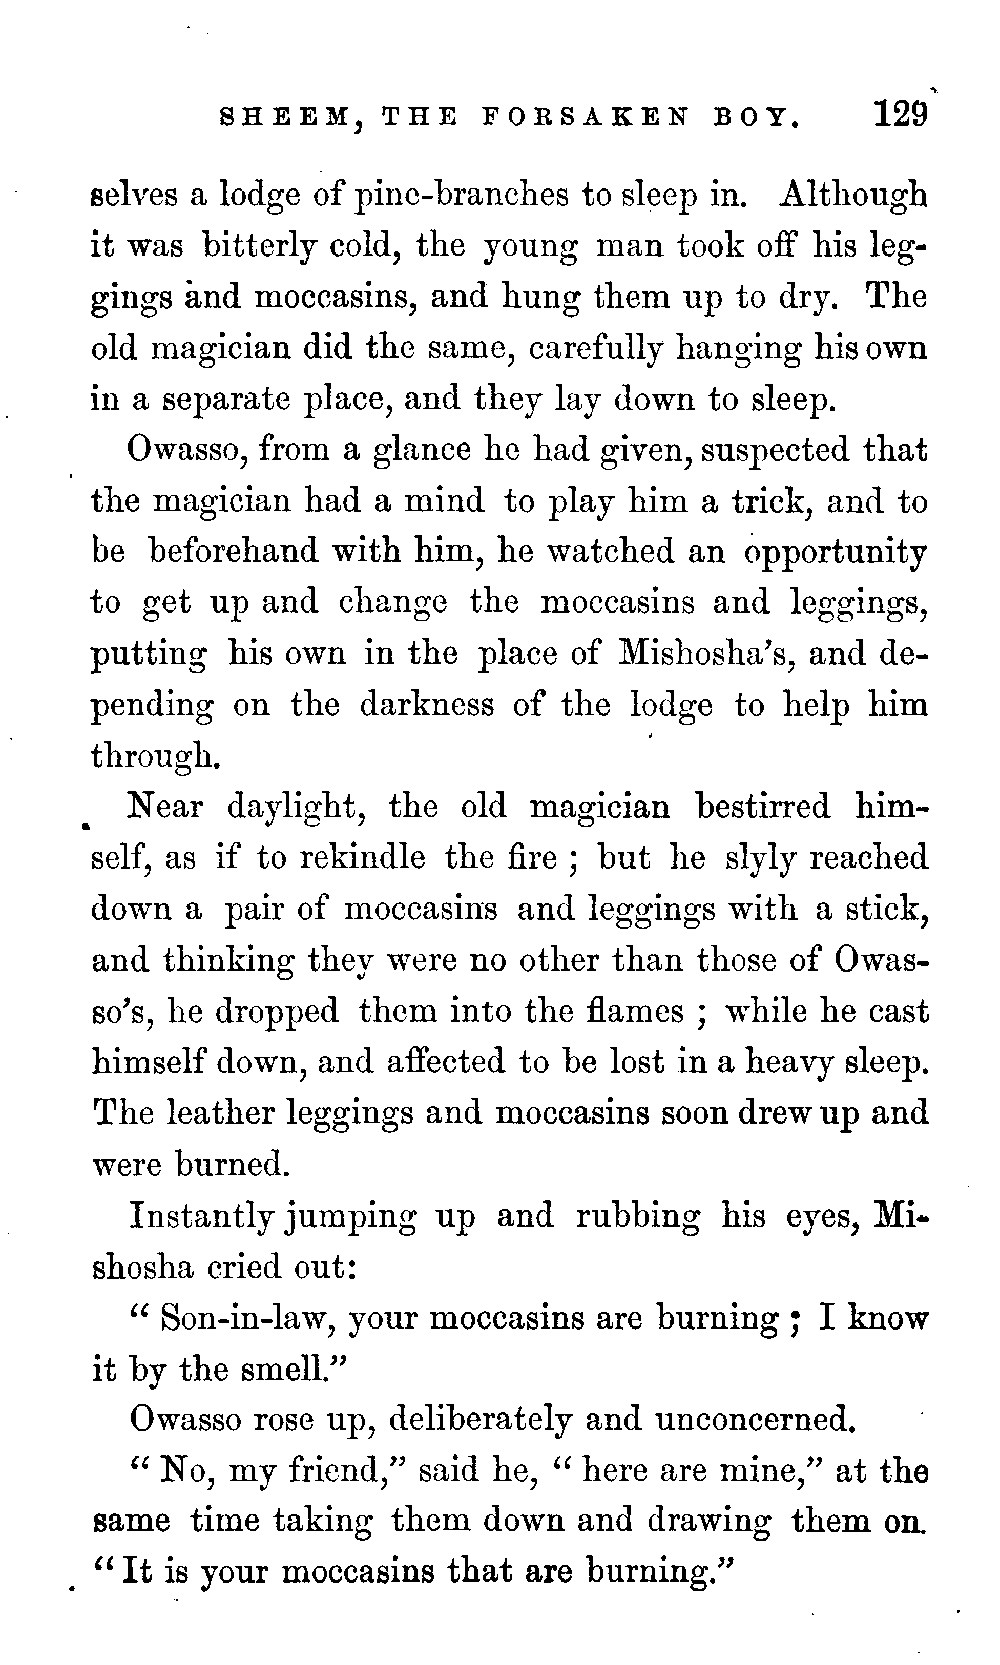 SHEEM, THE FORSAKEN BOY. 129
selves a lodge of pine-branches to sleep in. Although
it was bitterly cold, the young man took off his leg-
gings and moccasins, and hung them up to dry. The
old magician did the same, carefully hanging his own
in a separate place, and they lay down to sleep.
Owasso, from a glance he had given, suspected that
the magician had a mind to play him a trick, and to
be beforehand with him, he watched an opportunity
to get up and change the moccasins and leggings,
putting his own in the place of Mishosha's, and de-
pending on the darkness of the lodge to help him
through.
Near daylight, the old magician bestirred him-
self, as if to rekindle the fire ; but he slyly reached
down a pair of moccasins and leggings with a stick,
and thinking they were no other than those of Owas-
so's, he dropped them into the flames ; while he cast
himself down, and affected to be lost in a heavy sleep.
The leather leggings and moccasins soon drew up and
were burned.
Instantly jumping up and rubbing his eyes, Mi-
shosha cried out:
" Son-in-law, your moccasins are burning ; I know
it by the smell."
Owasso rose up, deliberately and unconcerned.
" No, my friend," said he, " here are mine," at the
same time taking them down and drawing them on.
" It is your moccasins that are burning."